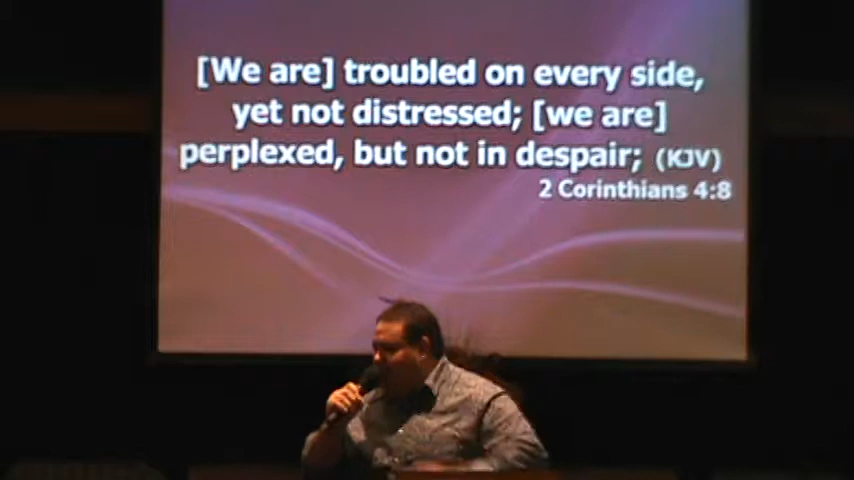 [We are] troubled on every side,
yet not distressed; [we are]
perplexed, but not in despair; (KJV)
2 Corinthians 4:8